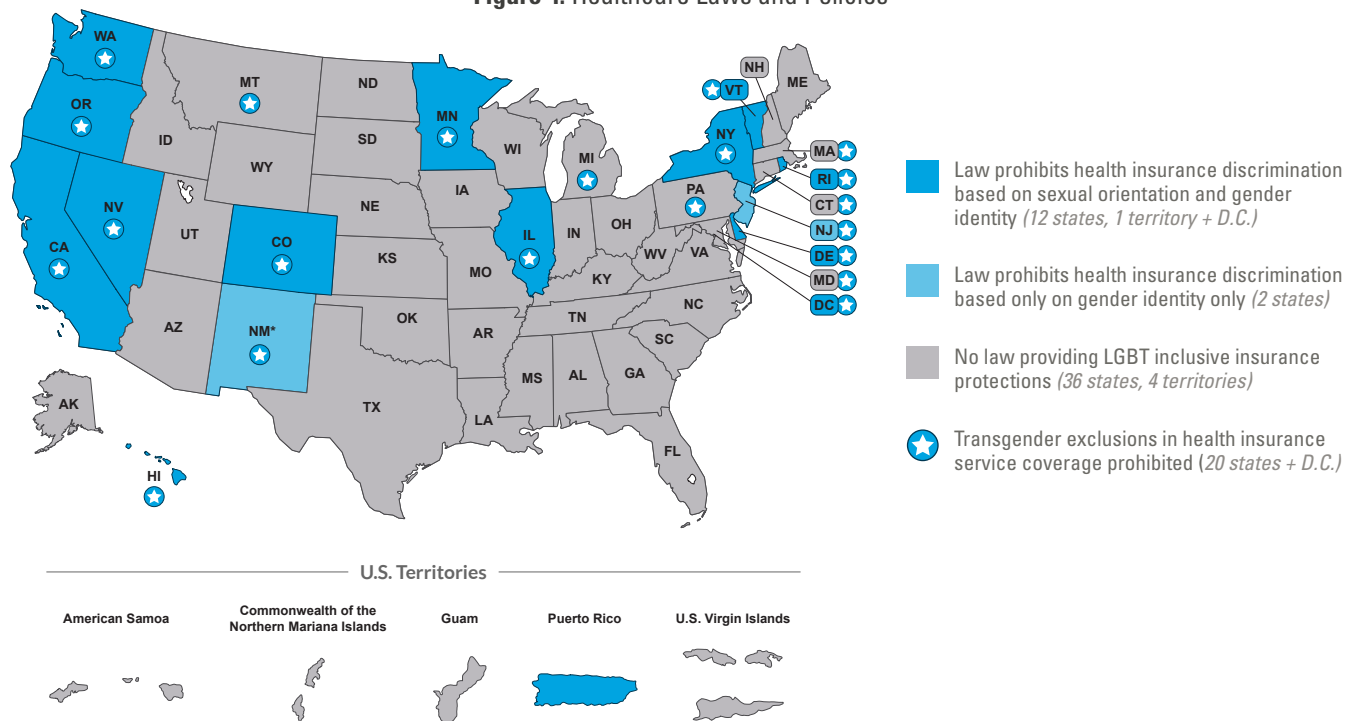 Figure 1. Healthcare Laws and Policies
WA
MT
ND
MN
NH
ME
VT
OR
ID
SD
WI
MI
NY
MA
WY
RI
IA
PA
CT
NE
NV
NJ
OH
IN
IL
UT
CO
DE
CA
WV
VA
KS
MO
MD
KY
DC
NC
TN
OK
AZ
NM*
AR
SC
MS
AL
GA
TX
LA
AK
FL
HI
Law prohibits health insurance discrimination
based on sexual orientation and gender
identity (12 states, 1 territory + D.C.)
Law prohibits health insurance discrimination
based only on gender identity only (2 states)
No law providing LGBT inclusive insurance
protections (36 states, 4 territories)
Transgender exclusions in health insurance
service coverage prohibited (20 states + D.C.)
U.S. Territories
American Samoa
Commonwealth of the
Northern Mariana Islands
Guam
Puerto Rico
U.S. Virgin Islands